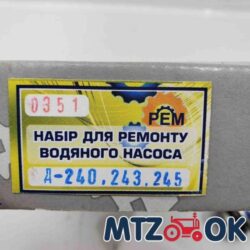 0351
РЕМ
НАБІР ДЛЯ РЕМОНТУ
ВОДЯНОГО НАСОСА
Д-240,243,245
MTZ OK